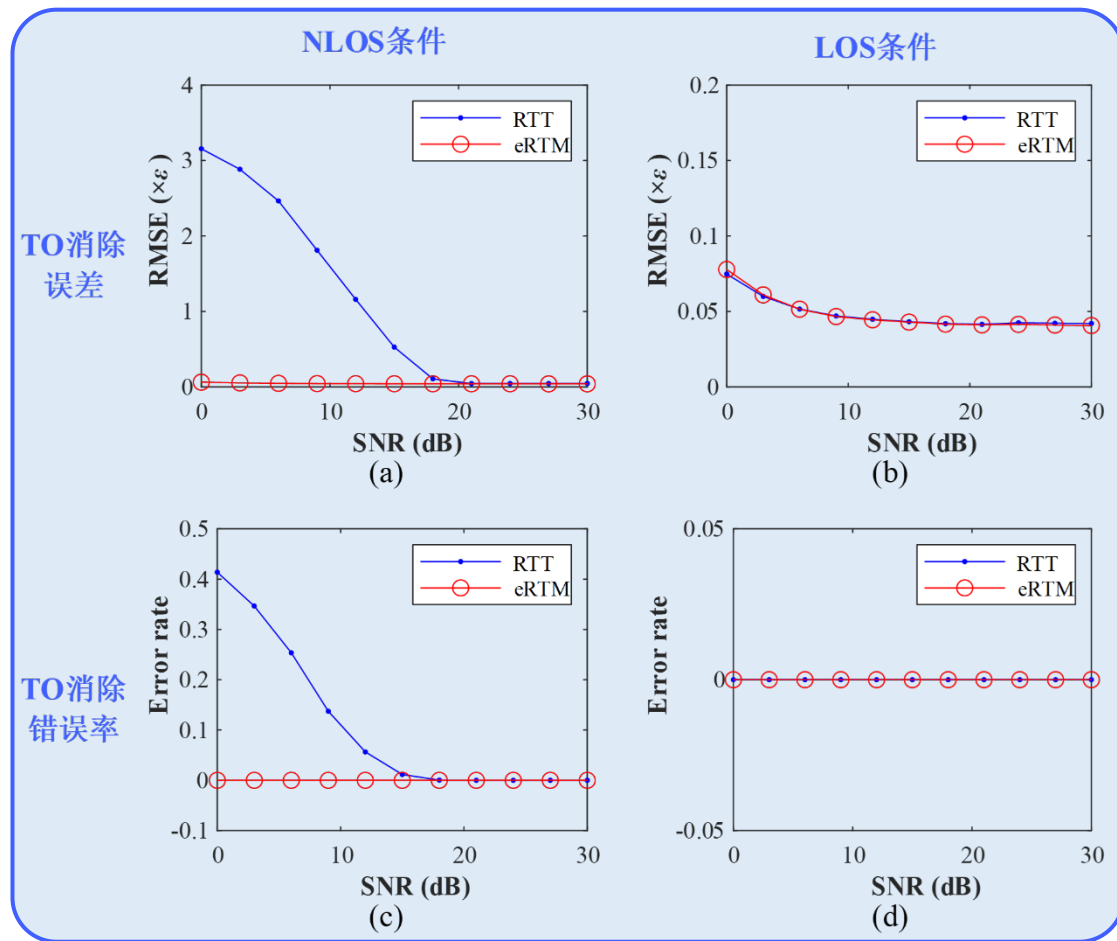 NLOS条件
LOS条件
TO消除
误差
4
3
2
1
0
RMSE (×ε)
RTT
eRTM
0
10
20
30
SNR (dB)
(a)
0.2
0.15
0.1
0.05
0
RMSE (×ε)
RTT
eRTM
0
10
20
30
SNR (dB)
(b)
TO消除
错误率
0.5
0.4
0.3
0.2
0.1
0
-0.1
Error rate
RTT
eRTM
0
10
20
30
SNR (dB)
(c)
0.05
0
-0.05
Error rate
RTT
eRTM
0
10
20
30
SNR (dB)
(d)